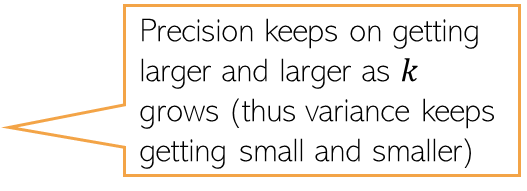 Precision keeps on getting
larger and larger as k
grows (thus variance keeps
getting small and smaller)